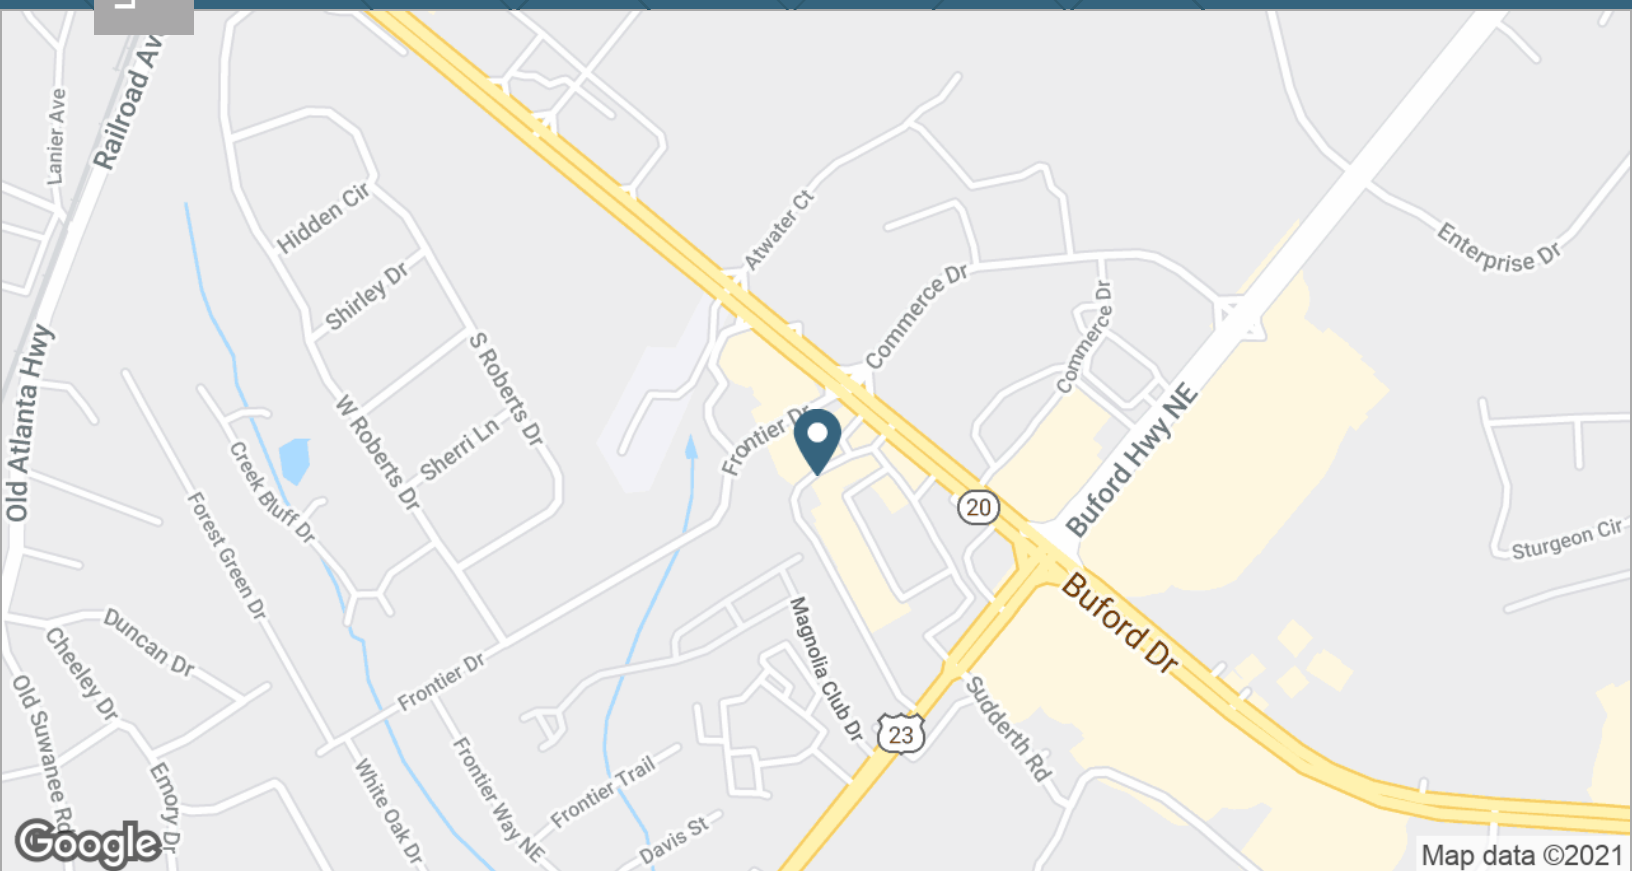 Railroad Av
Lanier Ave
Hidden Cir
Atwater Ct
Enterprise Dr
Shirley Dr
Commerce Dr
Commerce Dr
Old Atlanta Hwy
S Roberts Dr
W Roberts Dr
Sherri Ln
Frontier Dr
Buford Hwy NE
Creek Bluff Dr
Forest Green Dr
20
Sturgeon Cir
Buford Dr
Duncan Dr
Cheeley Dr
Magnolia Club Dr
Frontier Dr
Old Suwanee Rd
Sudderth Rd
23
Emory Dr
White Oak Dr
Frontier Way NE
Frontier Trail
Davis St
Google
Map data ©2021